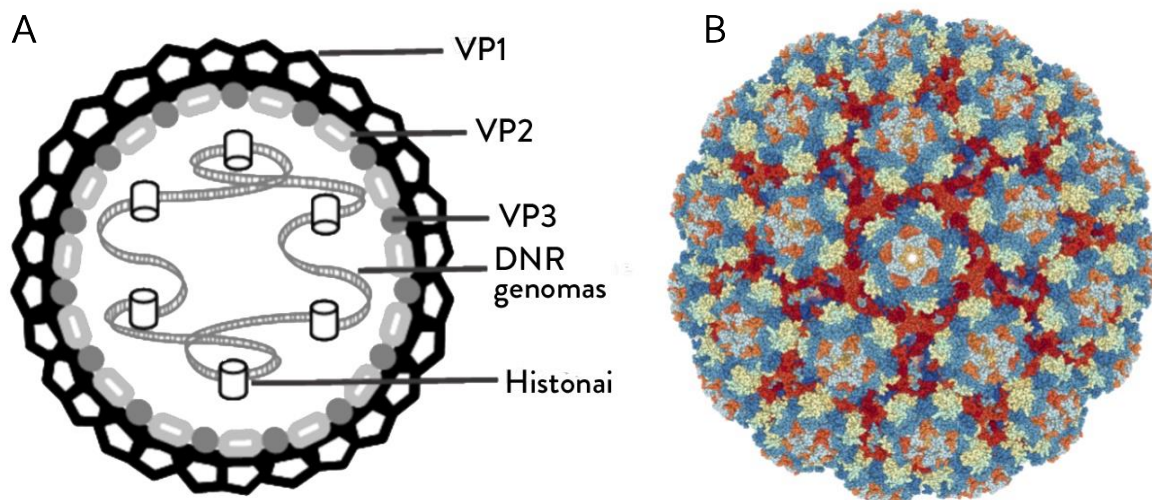 A
B
VP1
VP2
VP3
DNR
genomas
Histonai